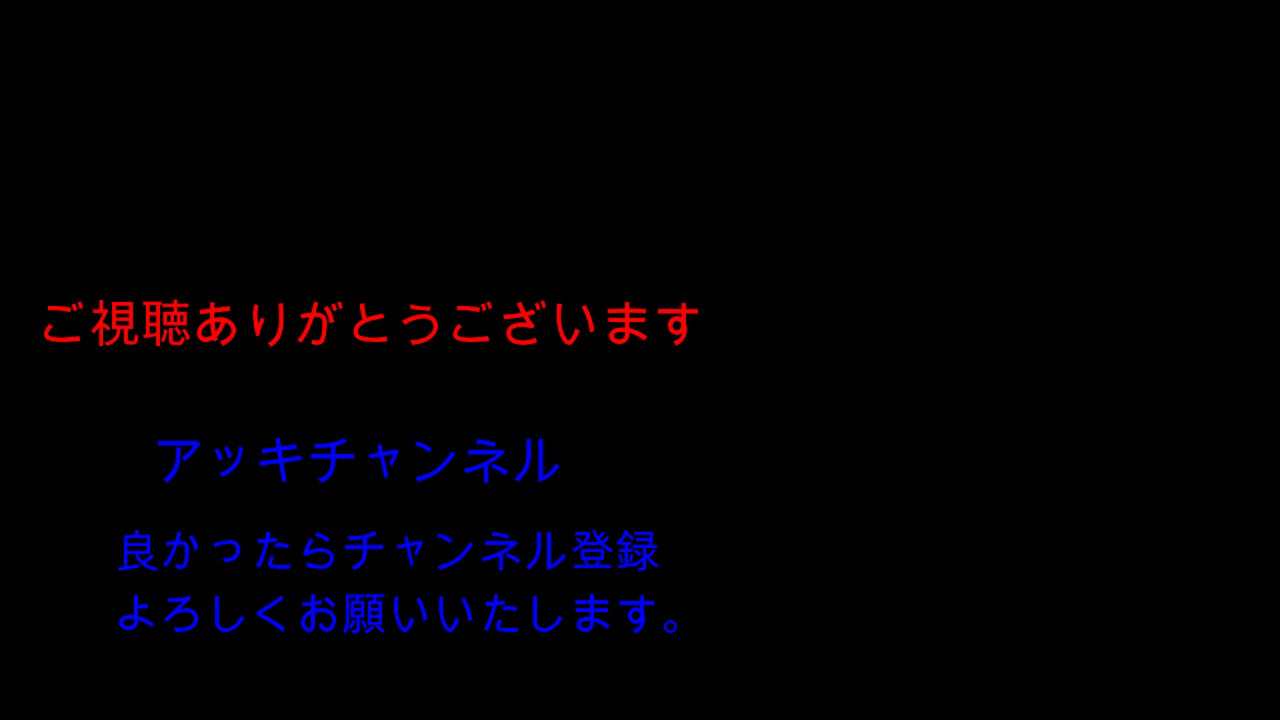 ご視聴ありがとうございます
アッキチャンネル
良かったらチャンネル登録
よろしくお願いいたします。